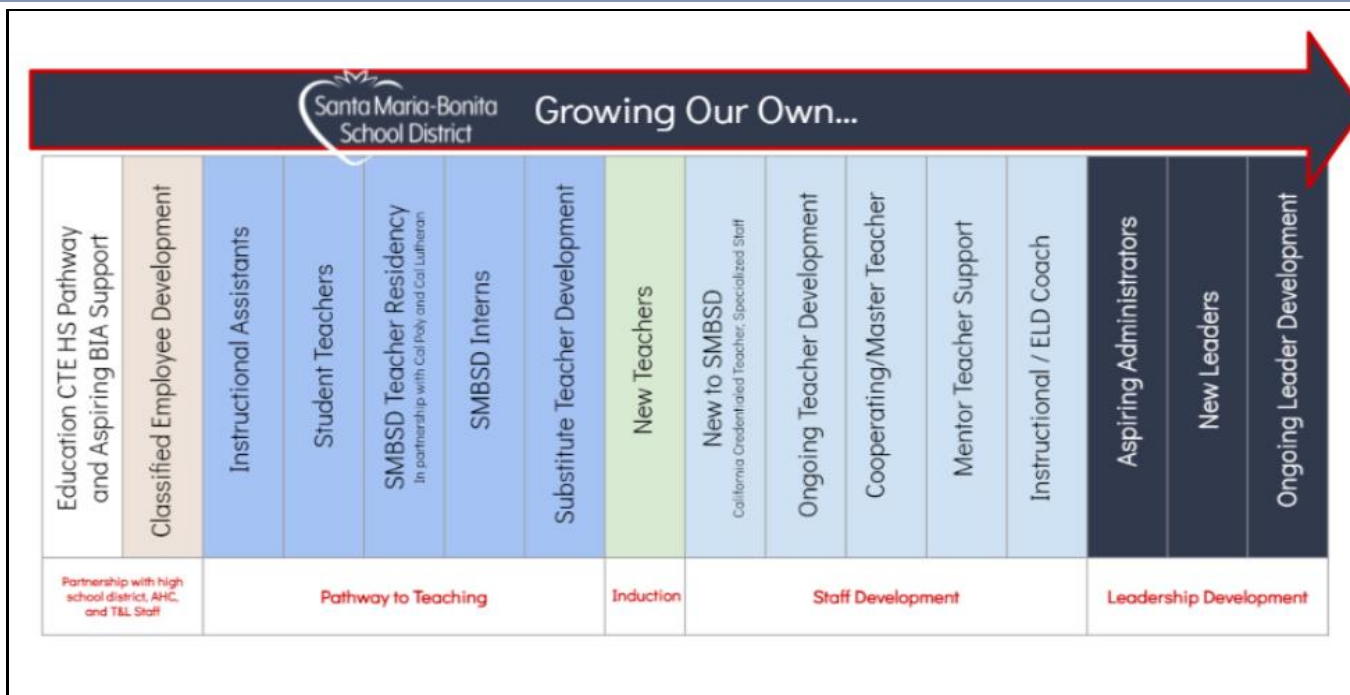 Santa Maria-Bonita
School District
Growing Our Own...
Education CTE HS Pathway
and Aspiring BIA Support
Classified Employee Development
Instructional Assistants
Student Teachers
SMBSD Teacher Residency
In partnership with Cal Poly and Cal Lutheran
SMBSD Interns
Substitute Teacher Development
New Teachers
New to SMBSD
California Credentialed Teacher, Specialized Staff
Ongoing Teacher Development
Cooperating/Master Teacher
Mentor Teacher Support
Instructional / ELD Coach
Aspiring Administrators
New Leaders
Ongoing Leader Development
Partnership with high
school district, AHC,
and T&L Staff
Pathway to Teaching
Induction
Staff Development
Leadership Development